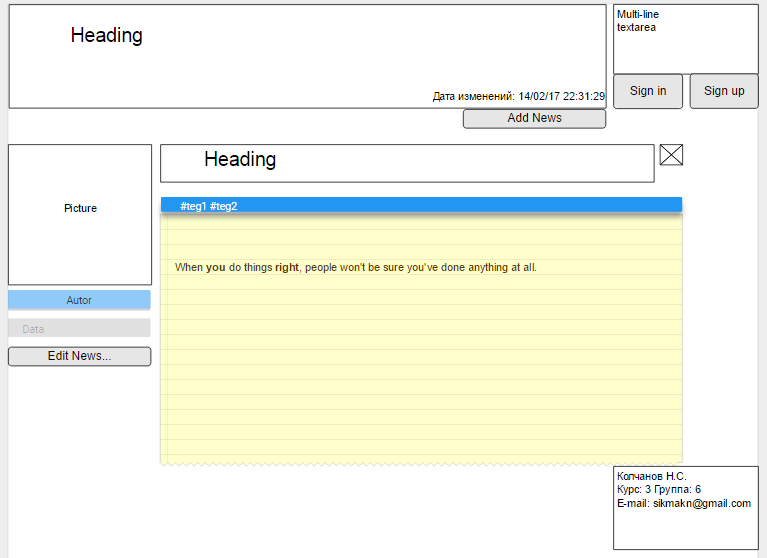 Heading
Multi-line
textarea
Дата изменений: 14/02/17 22:31:29
Sign in
Sign up
Add News
Heading
Picture
#teg1 #teg2
When you do things right, people won't be sure you've done anything at all.
Autor
Data
Edit News...
Колчанов Н.С.
Курс: 3 Группа: 6
E-mail: sikmakn@gmail.com